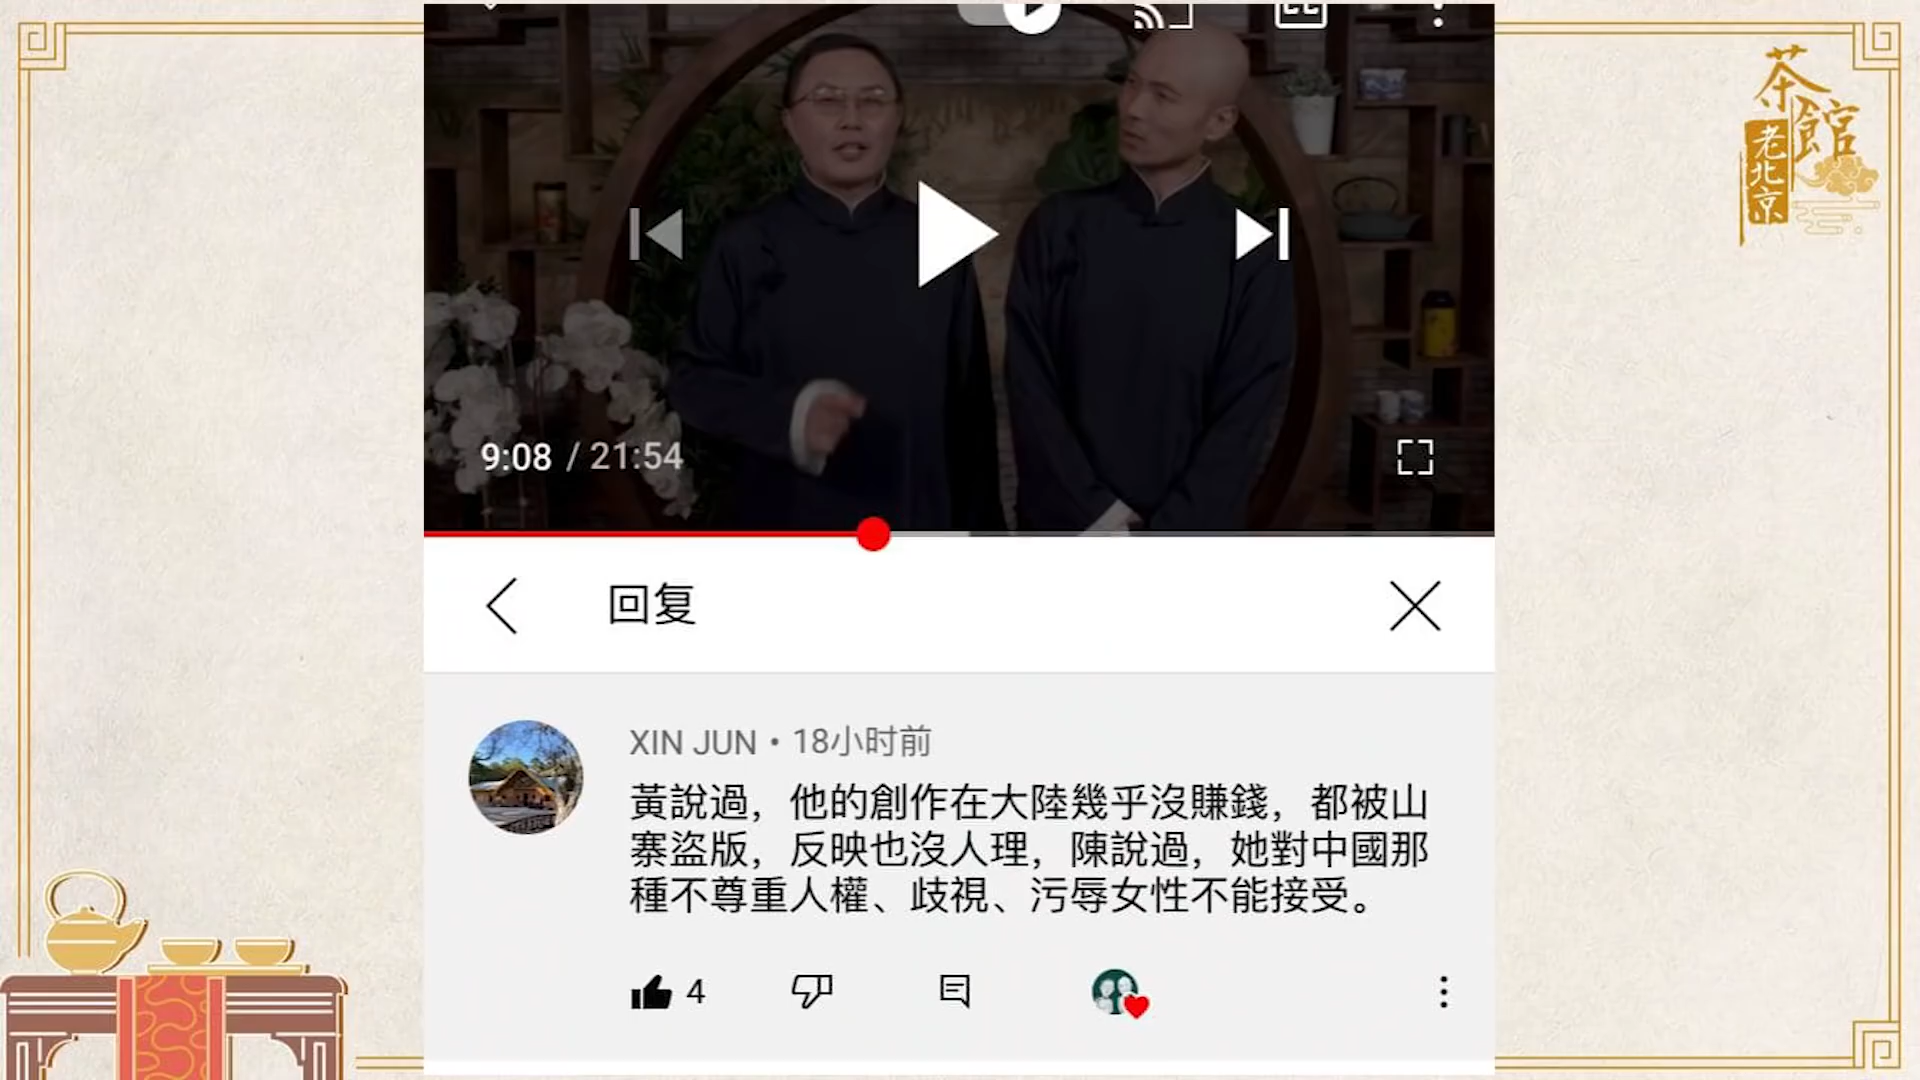 茶館
老北京
CC
9:08 / 21:54
回复
XIN JUN • 18小时前
黃說過，他的創作在大陸幾乎沒賺錢，都被山
寨盜版，反映也沒人理，陳說過，她對中國那
種不尊重人權、歧視、污辱女性不能接受。
4